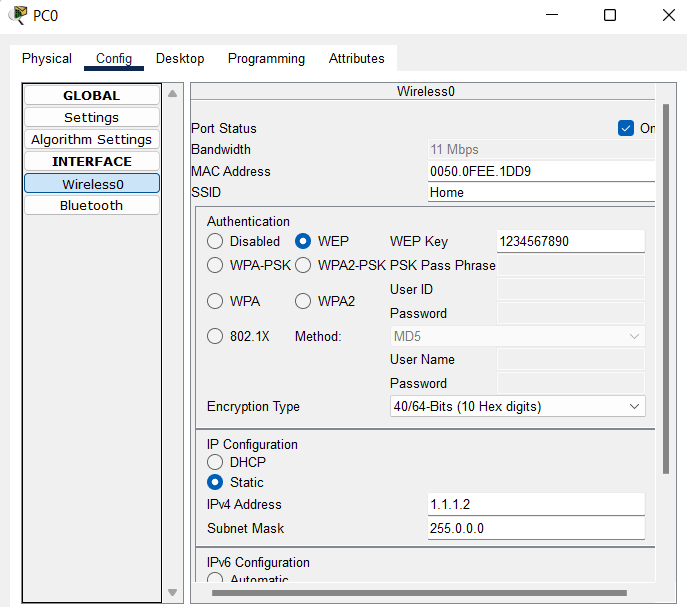 PC0
Physical Config Desktop Programming Attributes
GLOBAL
Settings
Algorithm Settings
INTERFACE
Wireless0
Bluetooth
Wireless0
Port Status On
Bandwidth 11 Mbps
MAC Address 0050.0FEE.1DD9
SSID Home
Authentication
Disabled WEP WEP Key 1234567890
WPA-PSK WPA2-PSK PSK Pass Phrase
User ID
WPA WPA2
Password
802.1X Method: MD5
User Name
Password
Encryption Type 40/64-Bits (10 Hex digits)
IP Configuration
DHCP
Static
IPv4 Address 1.1.1.2
Subnet Mask 255.0.0.0
IPv6 Configuration
Automatic